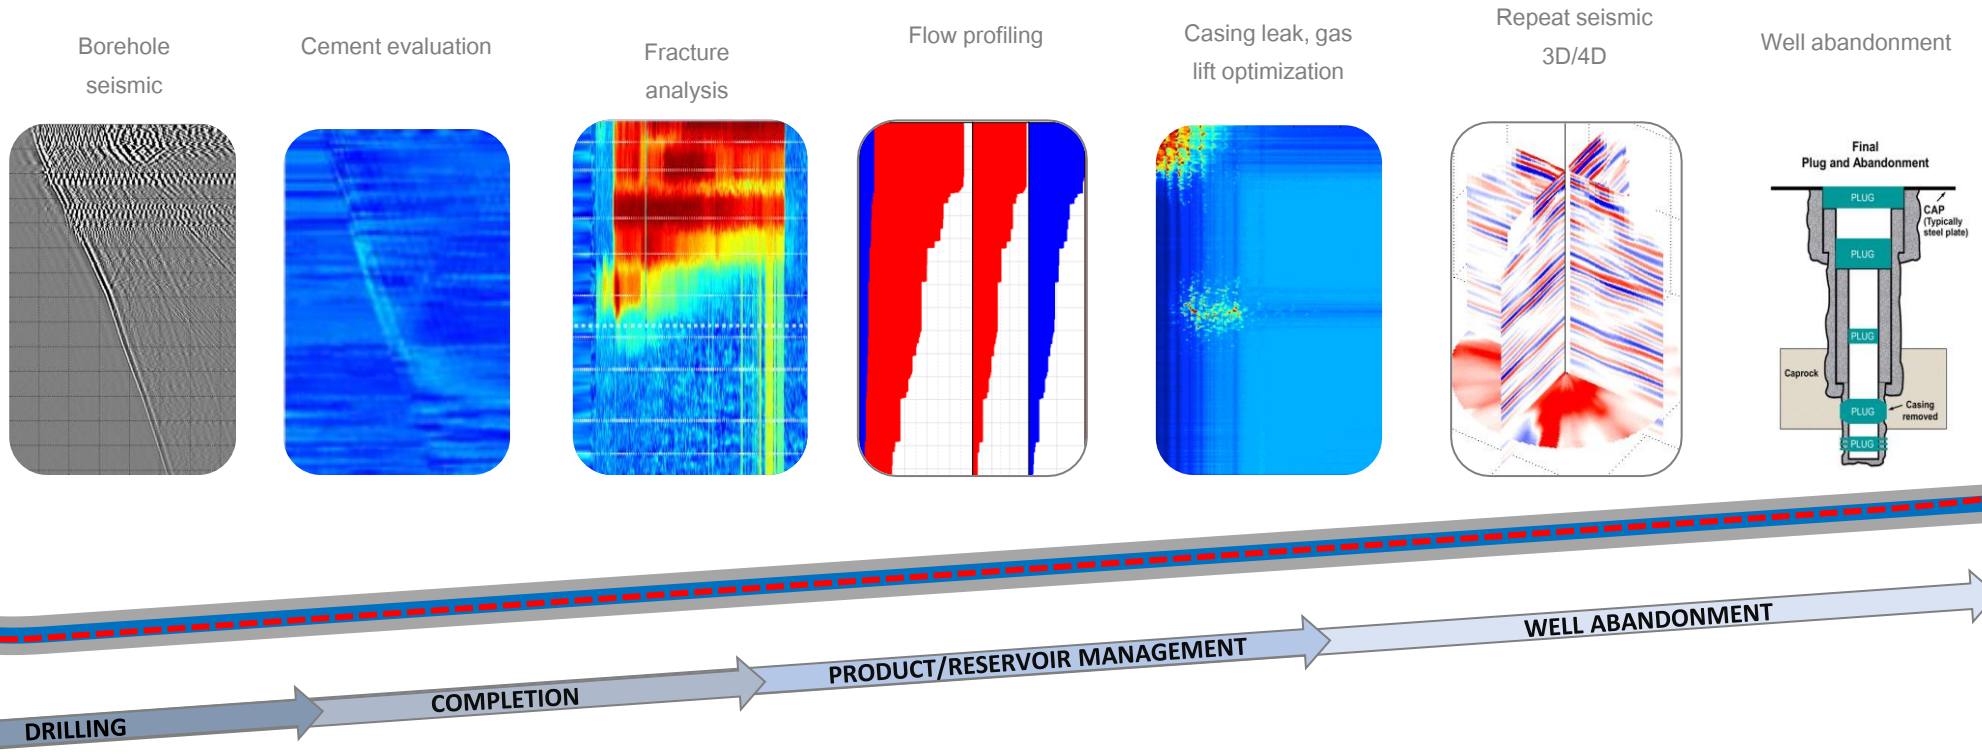 Borehole
seismic
Cement evaluation
Fracture
analysis
Flow profiling
Casing leak, gas
lift optimization
Repeat seismic
3D/4D
Well abandonment
Final
Plug and Abandonment
PLUG
CAP
(Typically
steel plate)
PLUG
PLUG
Caprock
PLUG
Casing
removed
PLUG
DRILLING
COMPLETION
PRODUCT/RESERVOIR MANAGEMENT
WELL ABANDONMENT